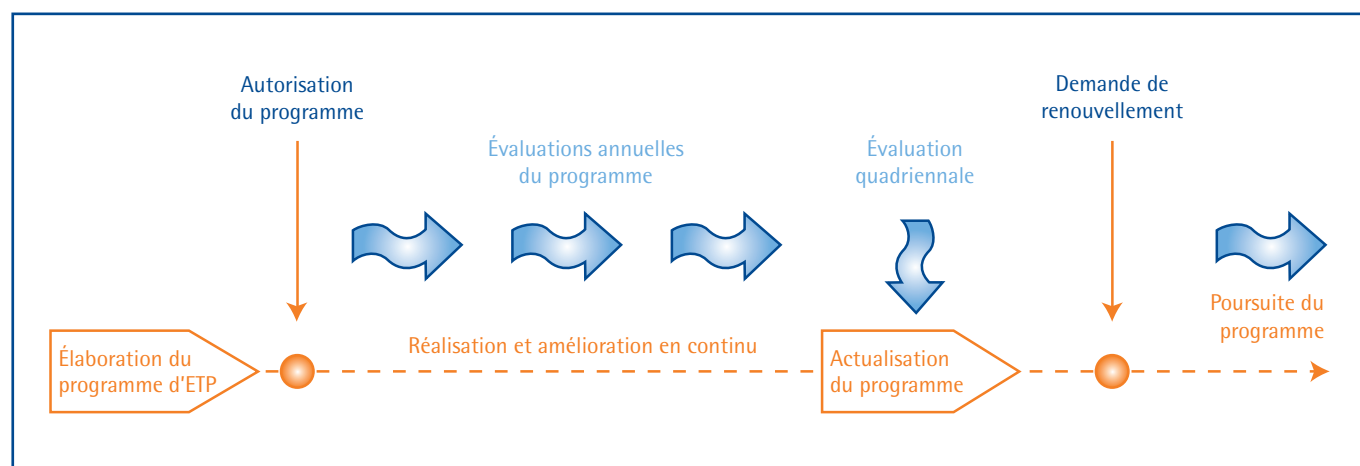 Autorisation
du programme
Évaluations annuelles
du programme
Évaluation
quadriennale
Demande de
renouvellement
Élaboration du
programme d'ETP
Réalisation et amélioration en continu
Actualisation
du programme
Poursuite du
programme